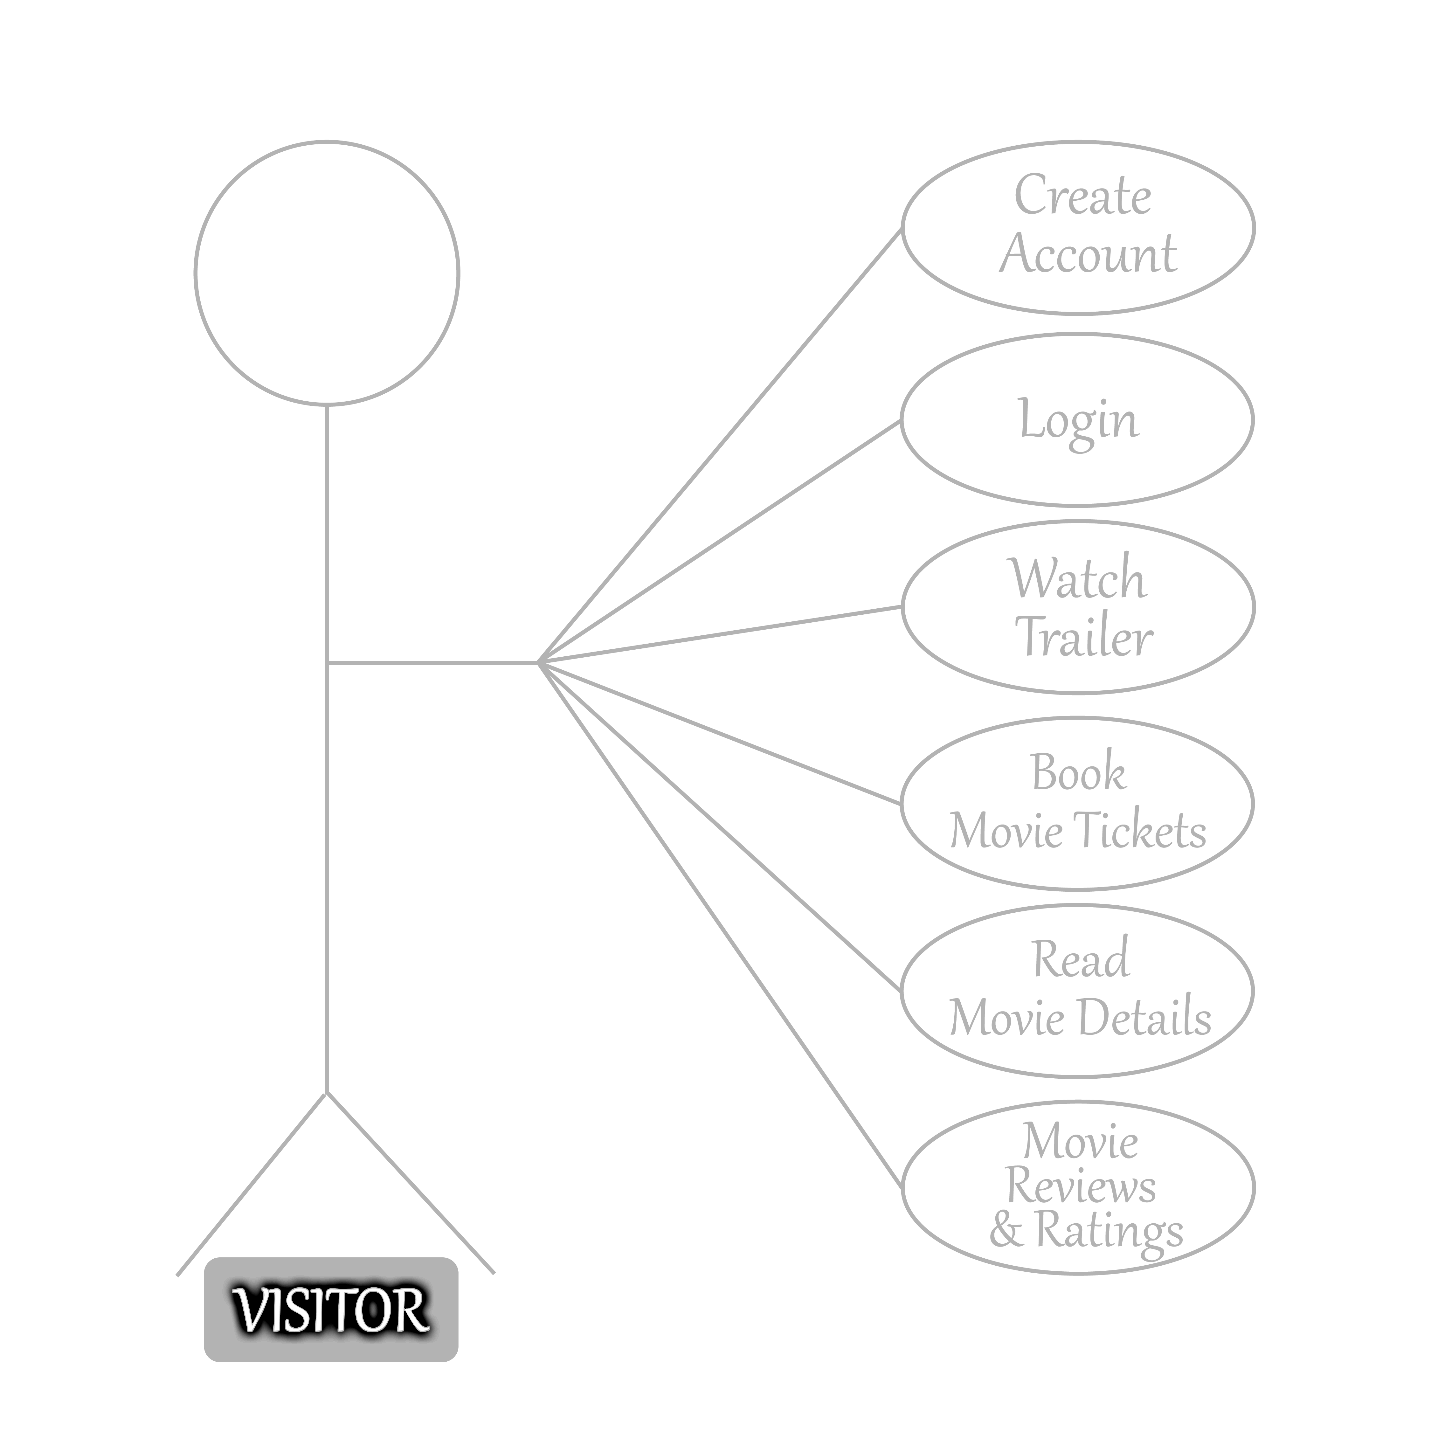 Create
Account
Login
Watch
Trailer
Book
Movie Tickets
Read
Movie Details
Movie
Reviews
& Ratings
VISITOR